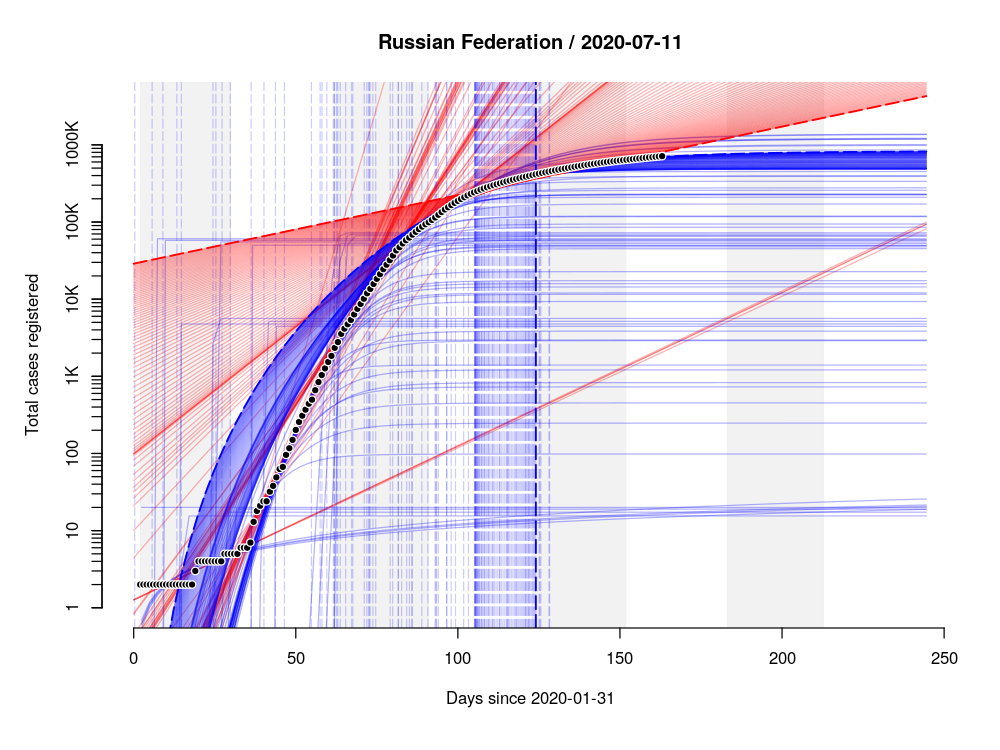 Russian Federation / 2020-07-11
Total cases registered
1000K
100K
10K
1K
100
10
1
0 50 100 150 200 250
Days since 2020-01-31